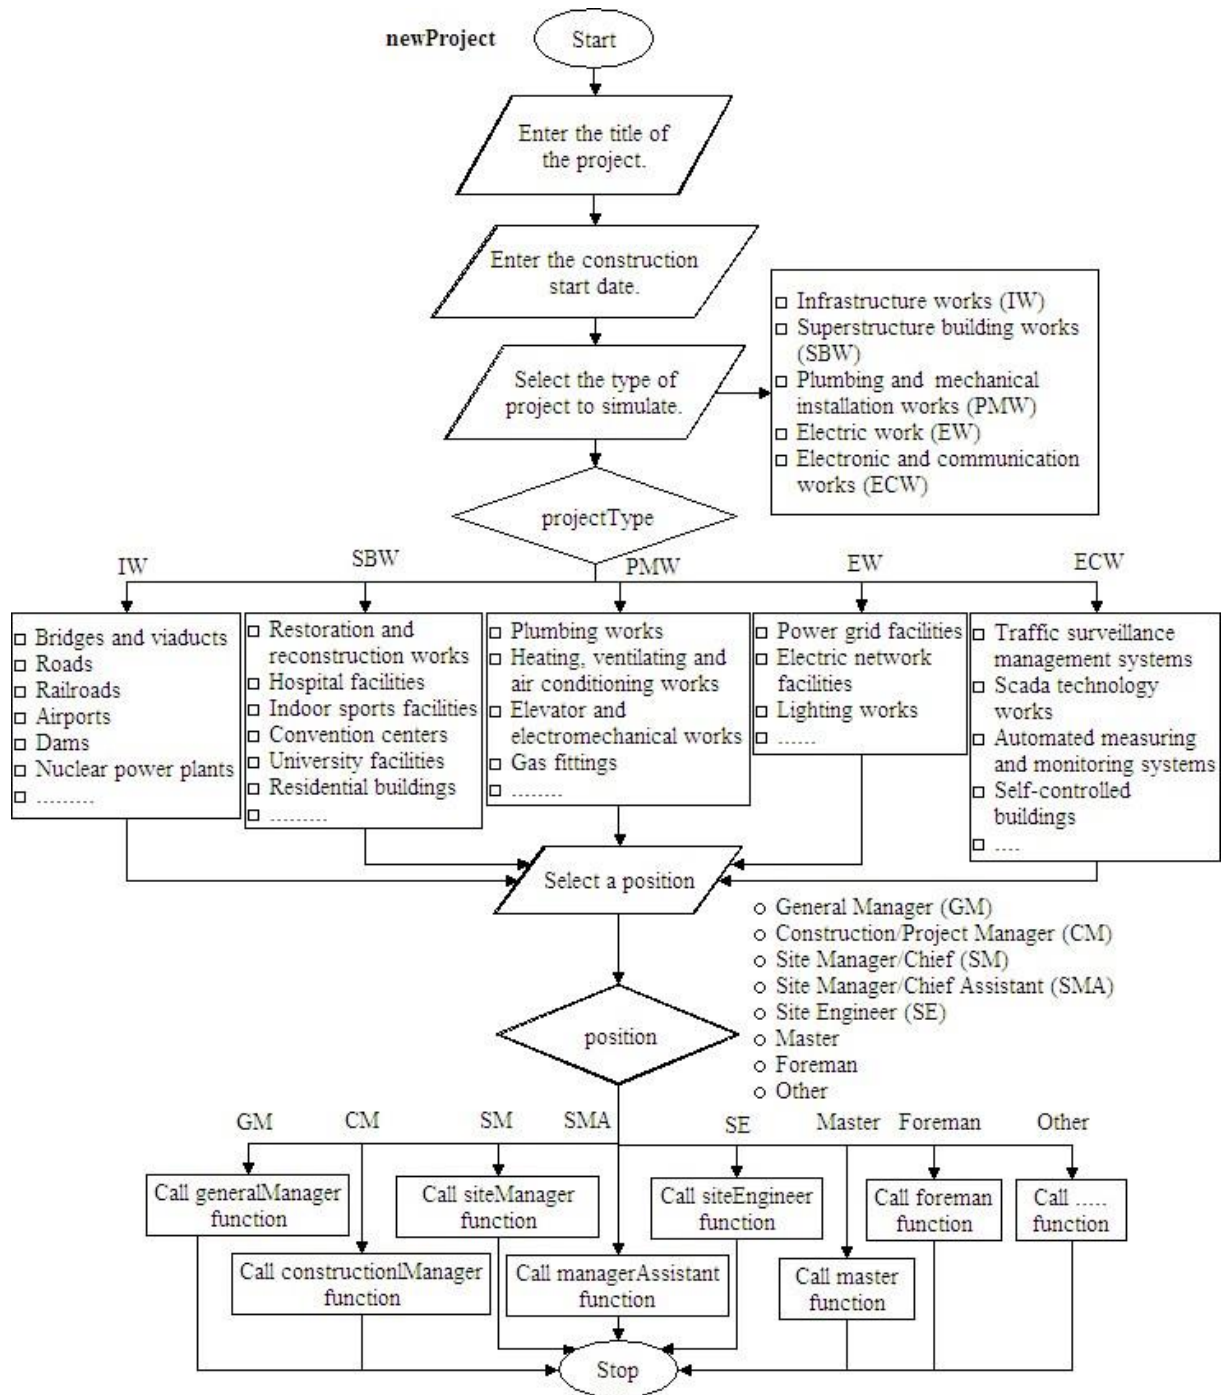 newProject
Start
Enter the title of
the project.
Enter the construction
start date.
Select the type of
project to simulate.
Infrastructure works (IW)
Superstructure building works
(SBW)
Plumbing and mechanical
installation works (PMW)
Electric work (EW)
Electronic and communication
works (ECW)
projectType
IW
SBW
PMW
EW
ECW
Bridges and viaducts
Roads
Railroads
Airports
Dams
Nuclear power plants
.........
Restoration and
reconstruction works
Hospital facilities
Indoor sports facilities
Convention centers
University facilities
Residential buildings
.........
Plumbing works
Heating, ventilating and
air conditioning works
Elevator and
electromechanical works
Gas fittings
........
Power grid facilities
Electric network
facilities
Lighting works
......
Traffic surveillance
management systems
Scada technology
works
Automated measuring
and monitoring systems
Self-controlled
buildings
....
Select a position
General Manager (GM)
Construction/Project Manager (CM)
Site Manager/Chief (SM)
Site Manager/Chief Assistant (SMA)
Site Engineer (SE)
Master
Foreman
Other
position
GM
CM
SM
SMA
SE
Master
Foreman
Other
Call generalManager
function
Call constructionlManager
function
Call siteManager
function
Call managerAssistant
function
Call siteEngineer
function
Call master
function
Call foreman
function
Call .....
function
Stop